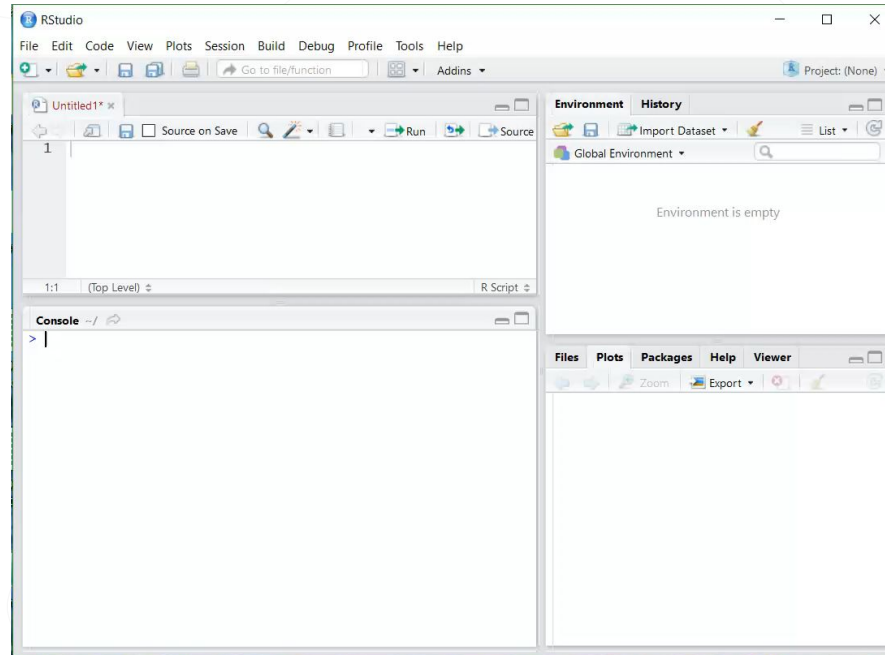 RStudio
File Edit Code View Plots Session Build Debug Profile Tools Help
Go to file/function Addins Project: (None)
Untitled1* ×
Source on Save Run Source
1
1:1 (Top Level) R Script
Console ~/
>
Environment History
Import Dataset List
Global Environment
Environment is empty
Files Plots Packages Help Viewer
Zoom Export